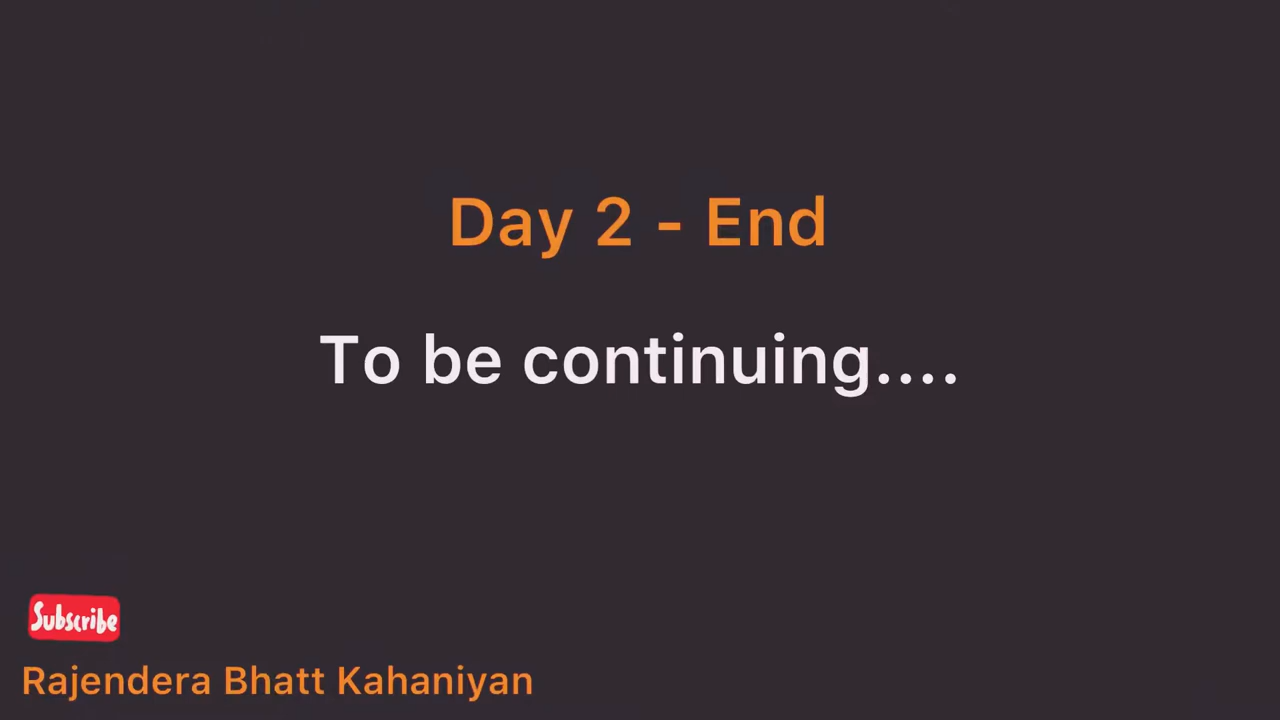 Day 2 - End
To be continuing....
Subscribe
Rajendera Bhatt Kahaniyan